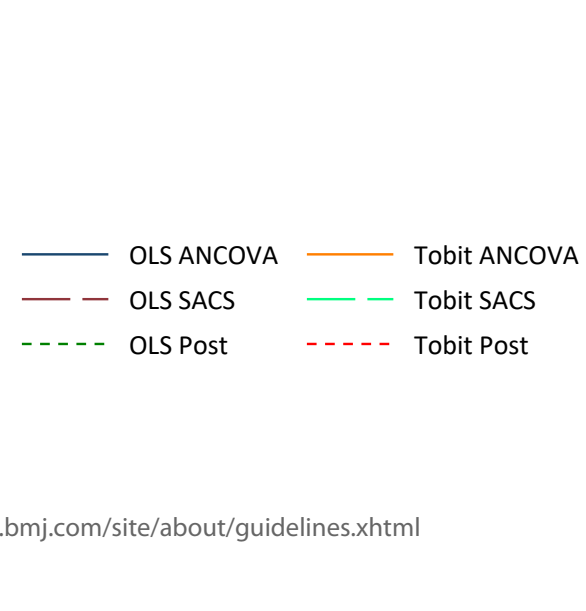 OLS ANCOVA Tobit ANCOVA
OLS SACS Tobit SACS
OLS Post Tobit Post
.bmj.com/site/about/guidelines.xhtml